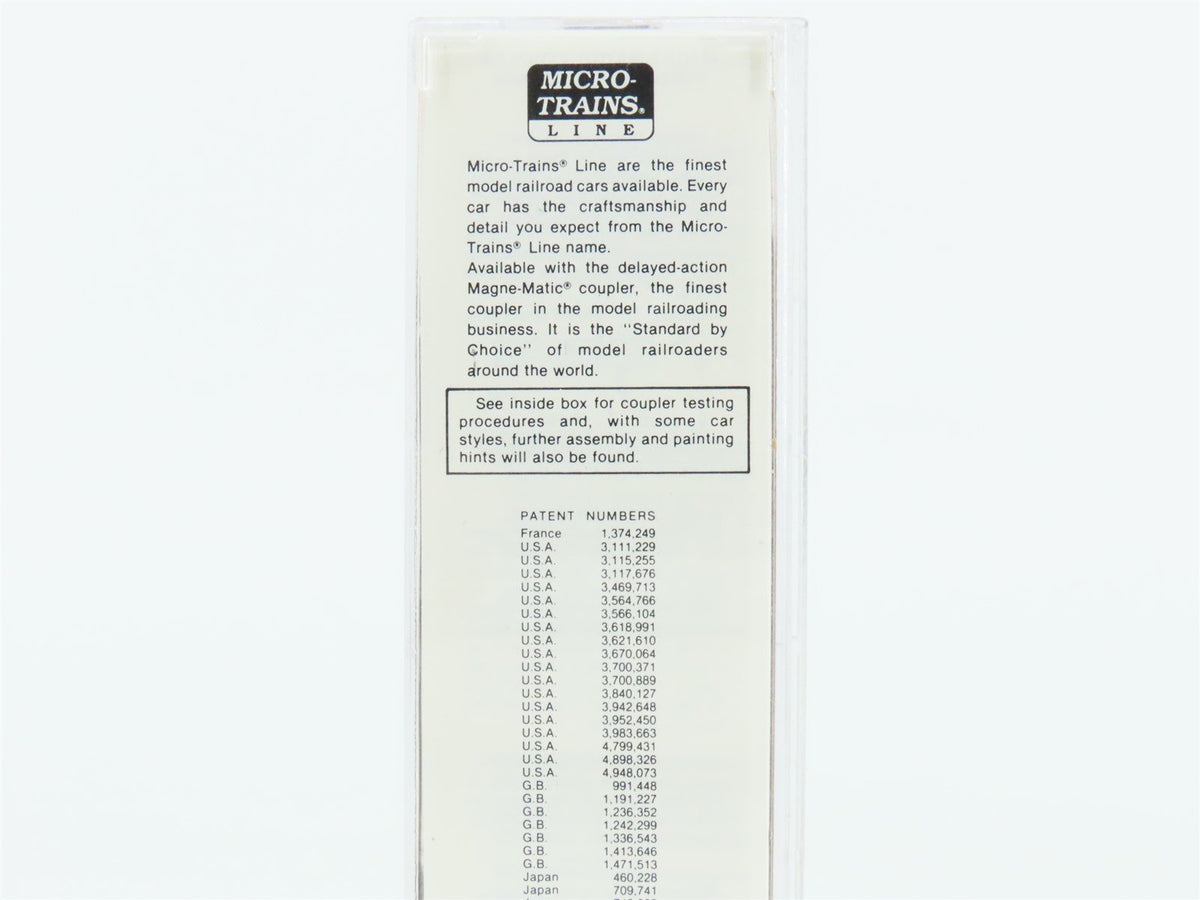 MICRO-
TRAINS®
LINE
Micro-Trains® Line are the finest
model railroad cars available. Every
car has the craftsmanship and
detail you expect from the Micro-
Trains® Line name.
Available with the delayed-action
Magne-Matic® coupler, the finest
coupler in the model railroading
business. It is the "Standard by
Choice" of model railroaders
around the world.
See inside box for coupler testing
procedures and, with some car
styles, further assembly and painting
hints will also be found.
PATENT NUMBERS
France 1,374,249
U.S.A. 3,111,229
U.S.A. 3,115,255
U.S.A. 3,117,676
U.S.A. 3,469,713
U.S.A. 3,564,766
U.S.A. 3,566,104
U.S.A. 3,618,991
U.S.A. 3,621,610
U.S.A. 3,670,064
U.S.A. 3,700,371
U.S.A. 3,700,889
U.S.A. 3,840,127
U.S.A. 3,942,648
U.S.A. 3,952,450
U.S.A. 3,983,663
U.S.A. 4,799,431
U.S.A. 4,898,326
U.S.A. 4,948,073
G.B. 991,448
G.B. 1,191,227
G.B. 1,236,352
G.B. 1,242,299
G.B. 1,336,543
G.B. 1,413,646
G.B. 1,471,513
Japan 460,228
Japan 709,741